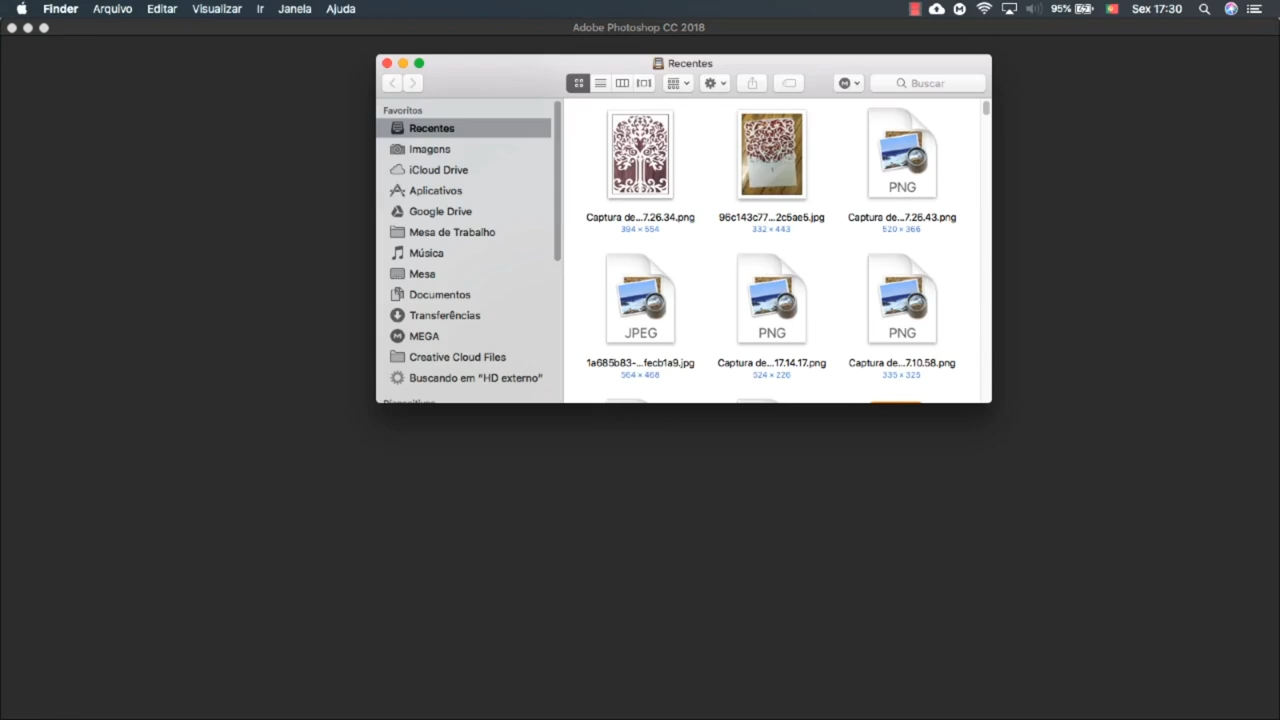 Finder Arquivo Editar Visualizar Ir Janela Ajuda 95% Sex 17:30
Adobe Photoshop CC 2018
Recentes
Buscar
Favoritos
Recentes
Imagens
iCloud Drive
Aplicativos
Google Drive
Mesa de Trabalho
Música
Mesa
Documentos
Transferências
MEGA
Creative Cloud Files
Buscando em “HD externo”
Dispositivos
PNG
Captura de...7.26.34.png 96c143c77...2c5ae5.jpg Captura de...7.26.43.png
394 × 554 332 × 443 520 × 366
JPEG PNG PNG
1a685b83-...fecb1a9.jpg Captura de...17.14.17.png Captura de...7.10.58.png
564 × 468 524 × 226 335 × 325